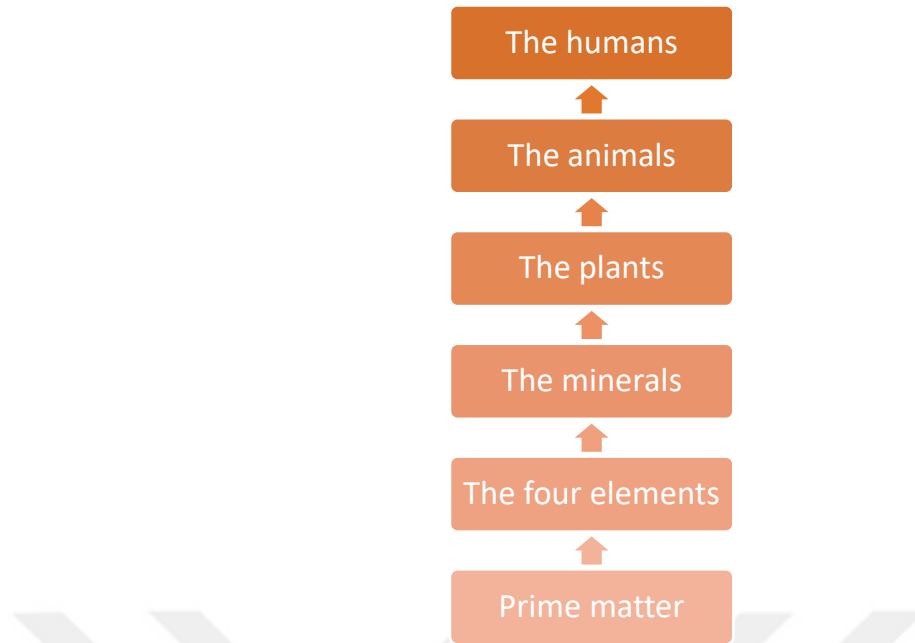 The humans
The animals
The plants
The minerals
The four elements
Prime matter